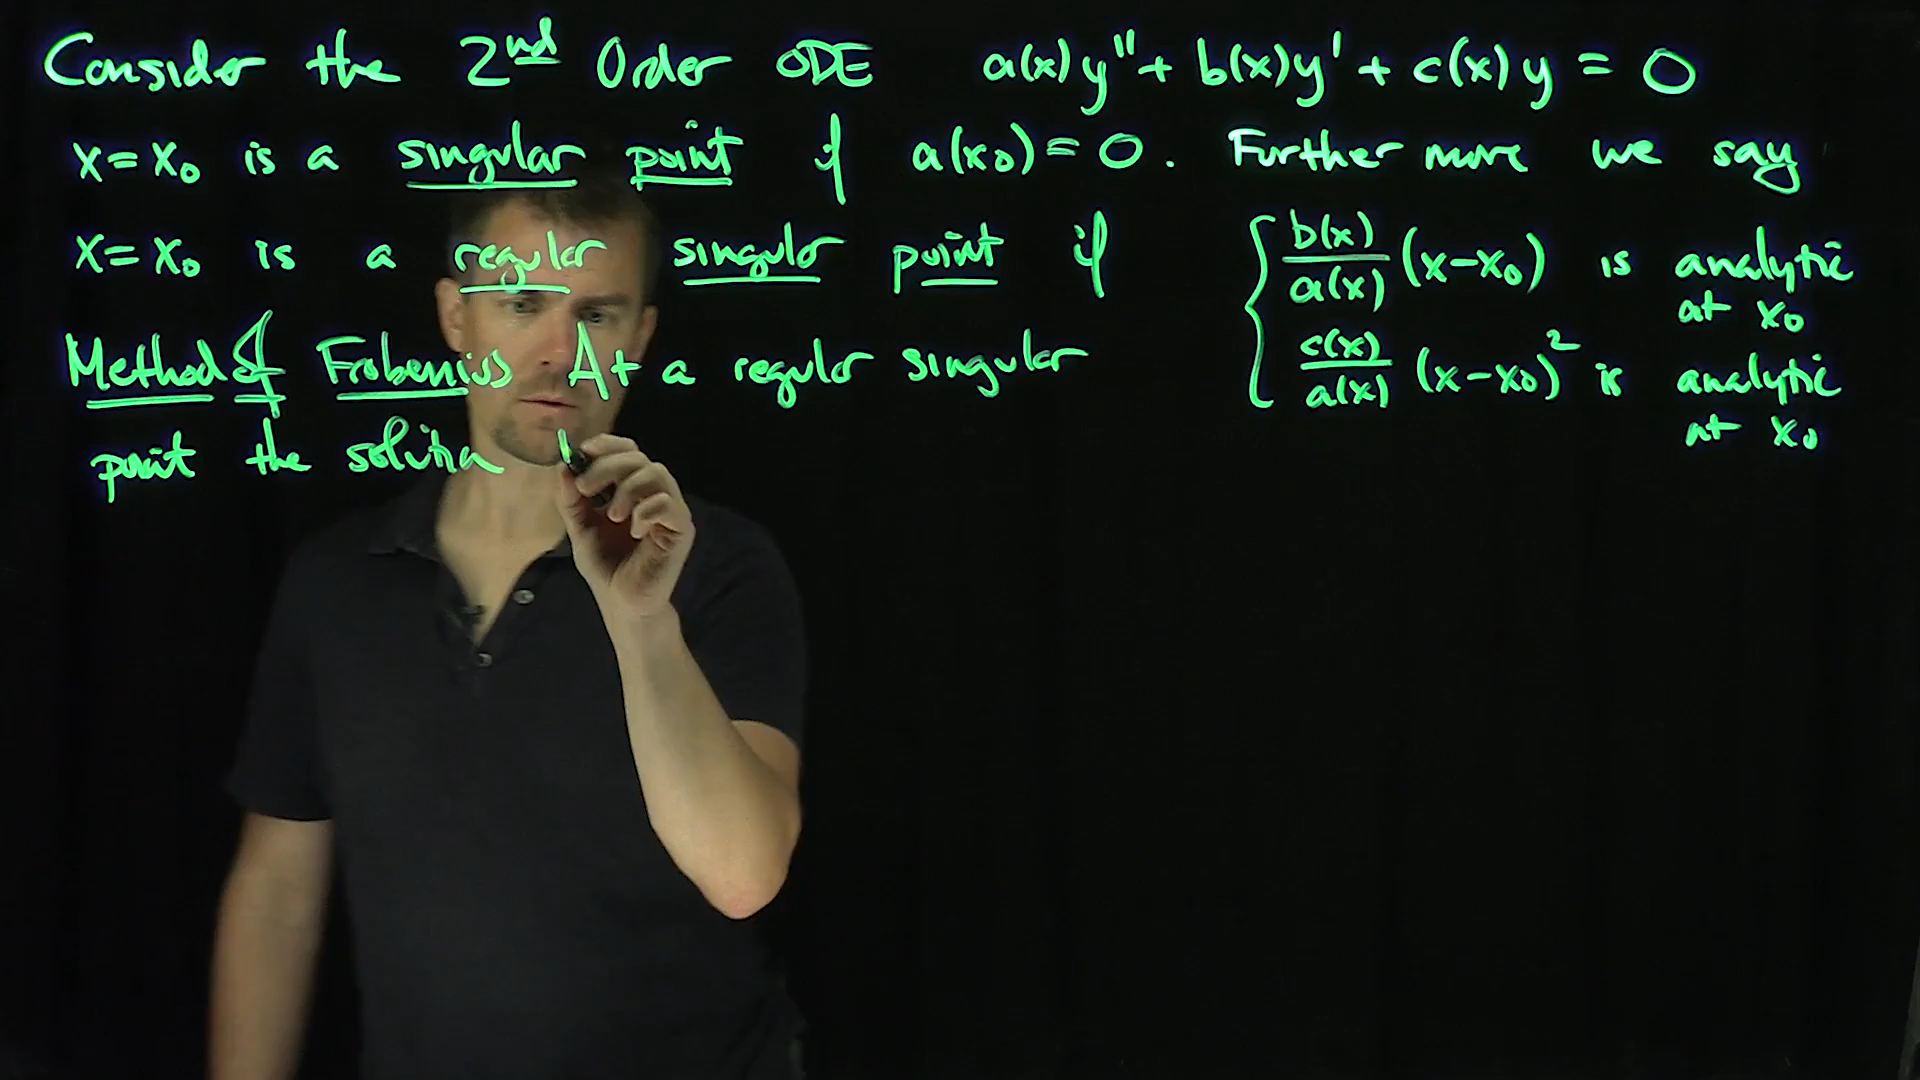 Consider the 2nd Order ODE a(x)y'' + b(x)y' + c(x)y = 0
x = x₀ is a singular point if a(x₀) = 0. Further more we say
x = x₀ is a regular singular point if { b(x)/a(x) (x-x₀) is analytic at x₀
c(x)/a(x) (x-x₀)² is analytic at x₀
Method of Frobenius At a regular singular
point the solution